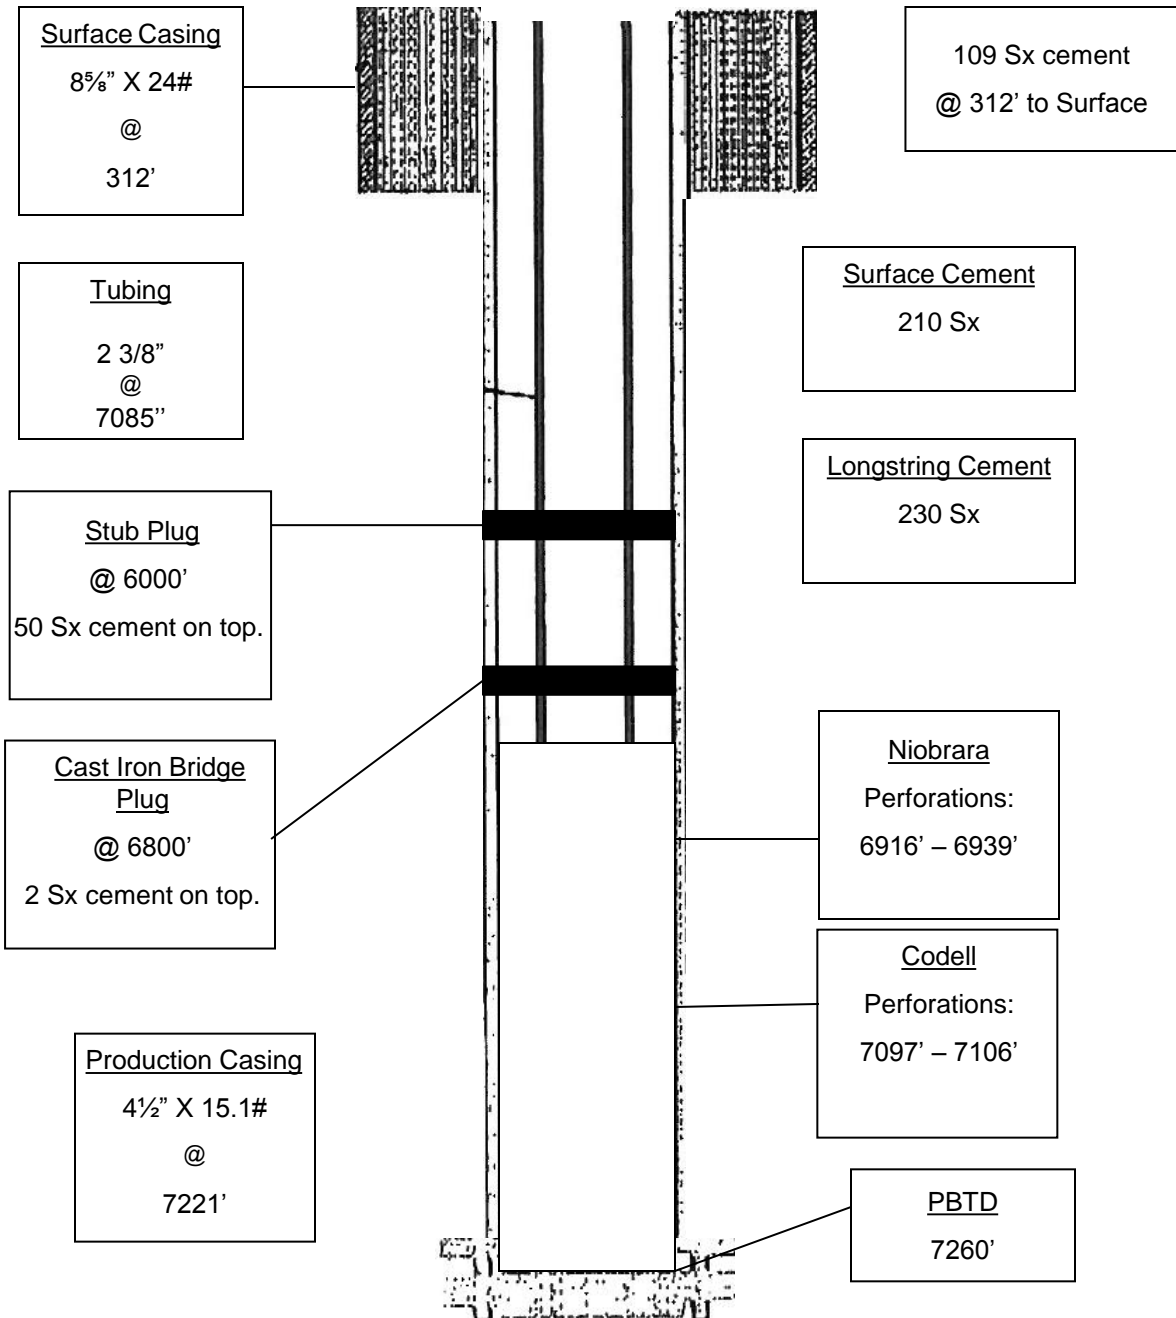 Surface Casing
8⅝” X 24#
@
312’
109 Sx cement
@ 312’ to Surface
Tubing
2 3/8”
@
7085’’
Surface Cement
210 Sx
Longstring Cement
230 Sx
Stub Plug
@ 6000’
50 Sx cement on top.
Cast Iron Bridge
Plug
@ 6800’
2 Sx cement on top.
Niobrara
Perforations:
6916’ – 6939’
Codell
Perforations:
7097’ – 7106’
Production Casing
4½” X 15.1#
@
7221’
PBTD
7260’